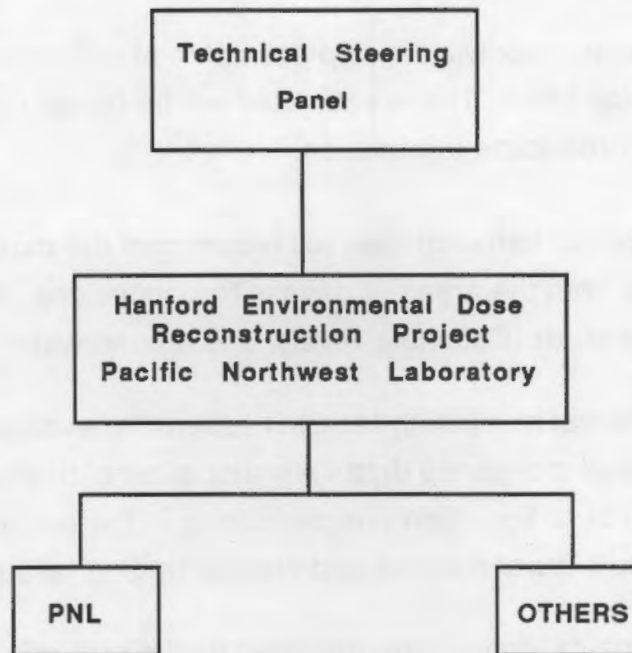 Technical Steering
Panel
Hanford Environmental Dose
Reconstruction Project
Pacific Northwest Laboratory
PNL
OTHERS